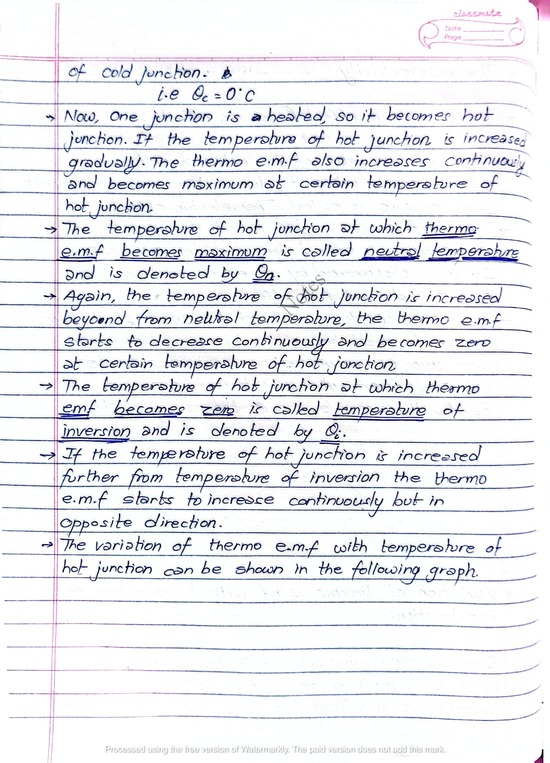 classmate
Date
Page
of cold junction.
i.e θc = 0°C
→ Now, one junction is heated, so it becomes hot
junction. If the temperature of hot junction is increased
gradually. The thermo e.m.f also increases continuously
and becomes maximum at certain temperature of
hot junction.
→ The temperature of hot junction at which thermo
e.m.f becomes maximum is called neutral temperature
and is denoted by θn.
Notes
→ Again, the temperature of hot junction is increased
beyond from neutral temperature, the thermo e.m.f
starts to decrease continuously and becomes zero
at certain temperature of hot junction.
→ The temperature of hot junction at which thermo
emf becomes zero is called temperature of
inversion and is denoted by θi.
→ If the temperature of hot junction is increased
further from temperature of inversion the thermo
e.m.f starts to increase continuously but in
opposite direction.
→ The variation of thermo e.m.f with temperature of
hot junction can be shown in the following graph.
Processed using the free version of Watermarkly. The paid version does not add this mark.